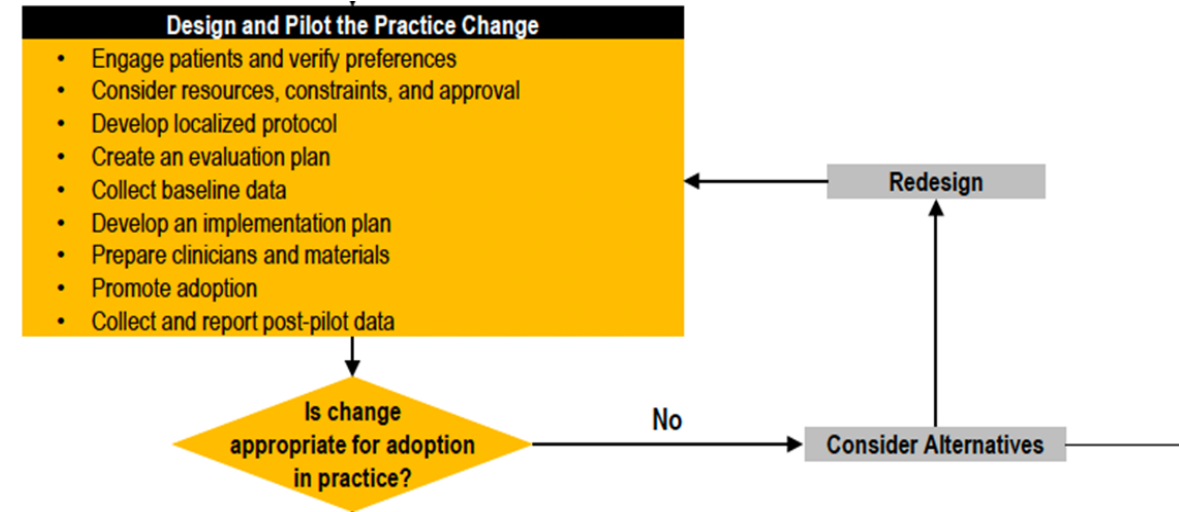 Design and Pilot the Practice Change
• Engage patients and verify preferences
• Consider resources, constraints, and approval
• Develop localized protocol
• Create an evaluation plan
• Collect baseline data
• Develop an implementation plan
• Prepare clinicians and materials
• Promote adoption
• Collect and report post-pilot data
Redesign
Is change
appropriate for adoption
in practice?
No
Consider Alternatives